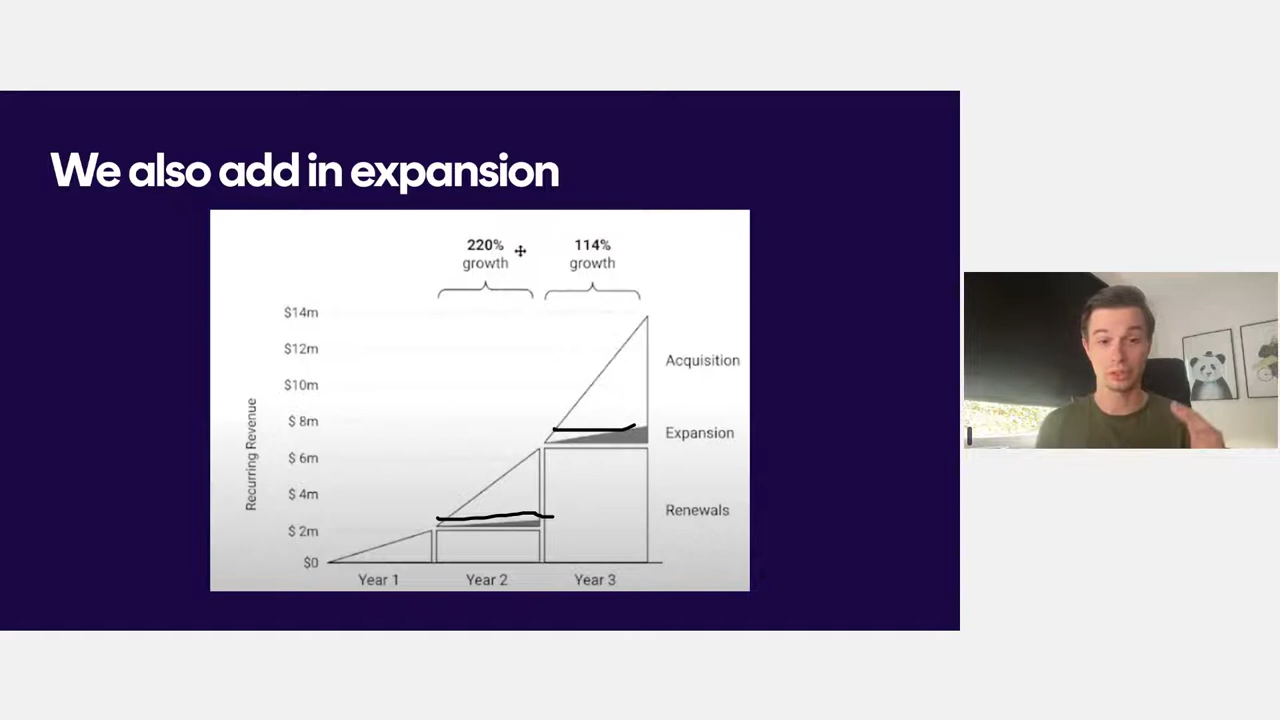 We also add in expansion
220%
growth
114%
growth
$14m
$12m
$10m
$ 8m
$ 6m
$ 4m
$ 2m
$0
Recurring Revenue
Acquisition
Expansion
Renewals
Year 1
Year 2
Year 3